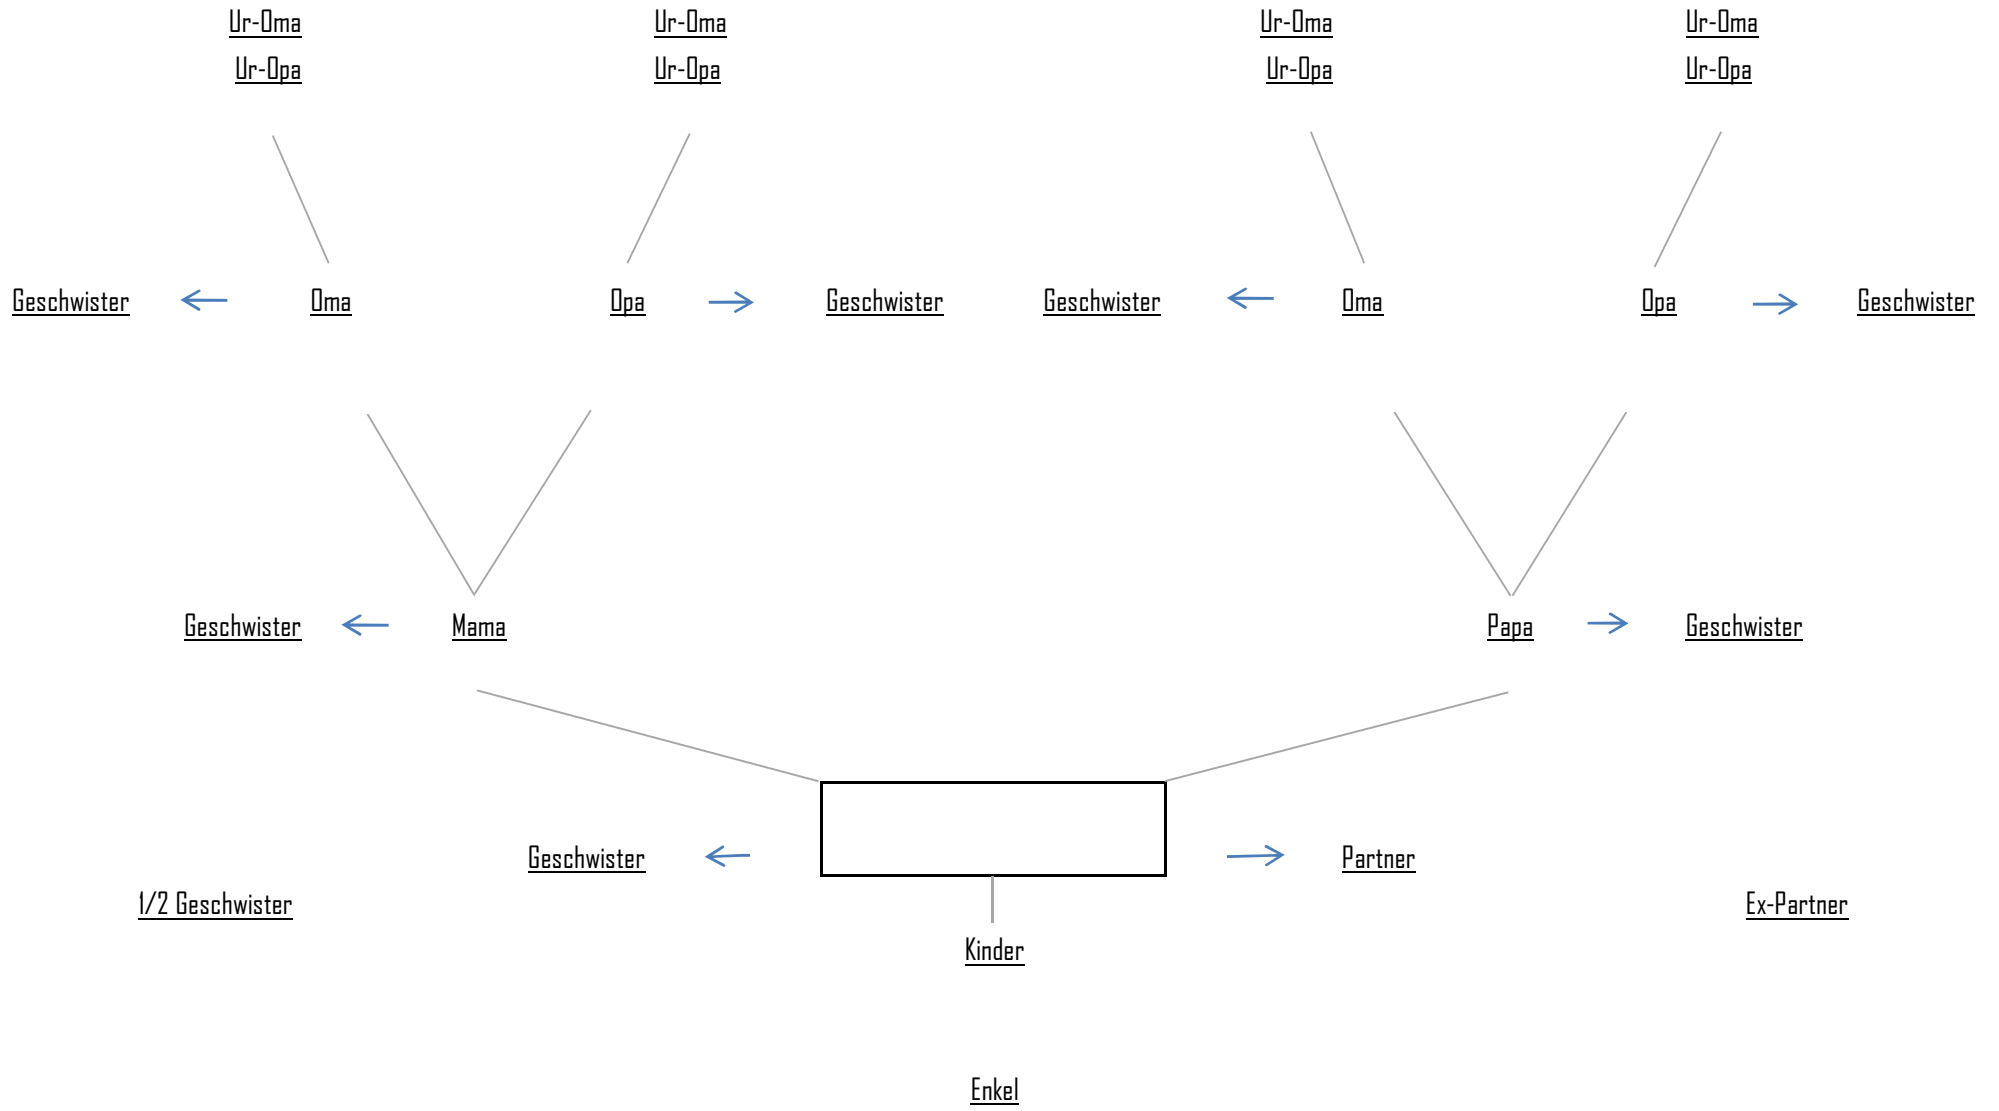 Ur-Oma Ur-Oma Ur-Oma Ur-Oma
Ur-Opa Ur-Opa Ur-Opa Ur-Opa
Geschwister Oma Opa Geschwister Geschwister Oma Opa Geschwister
Geschwister Mama Papa Geschwister
Geschwister Partner
1/2 Geschwister Ex-Partner
Kinder
Enkel